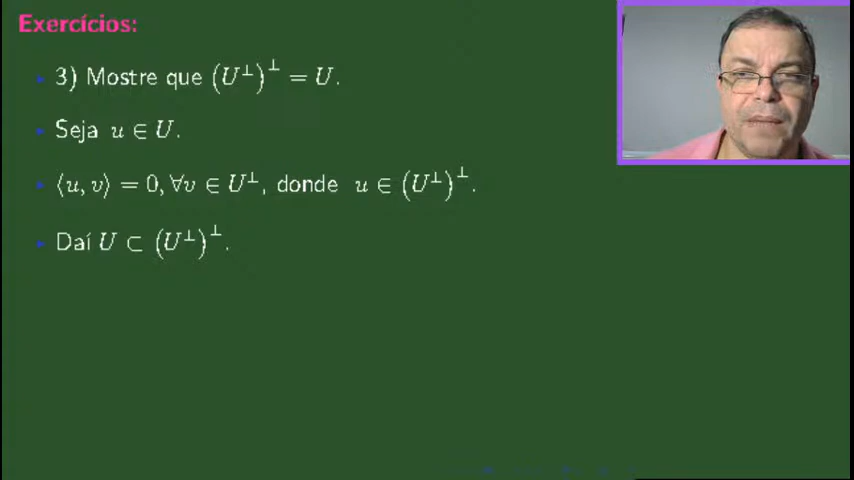 Exercícios:
3) Mostre que (U^⊥)^⊥ = U.
Seja u ∈ U.
⟨u, v⟩ = 0, ∀v ∈ U^⊥, donde u ∈ (U^⊥)^⊥.
Daí U ⊂ (U^⊥)^⊥.